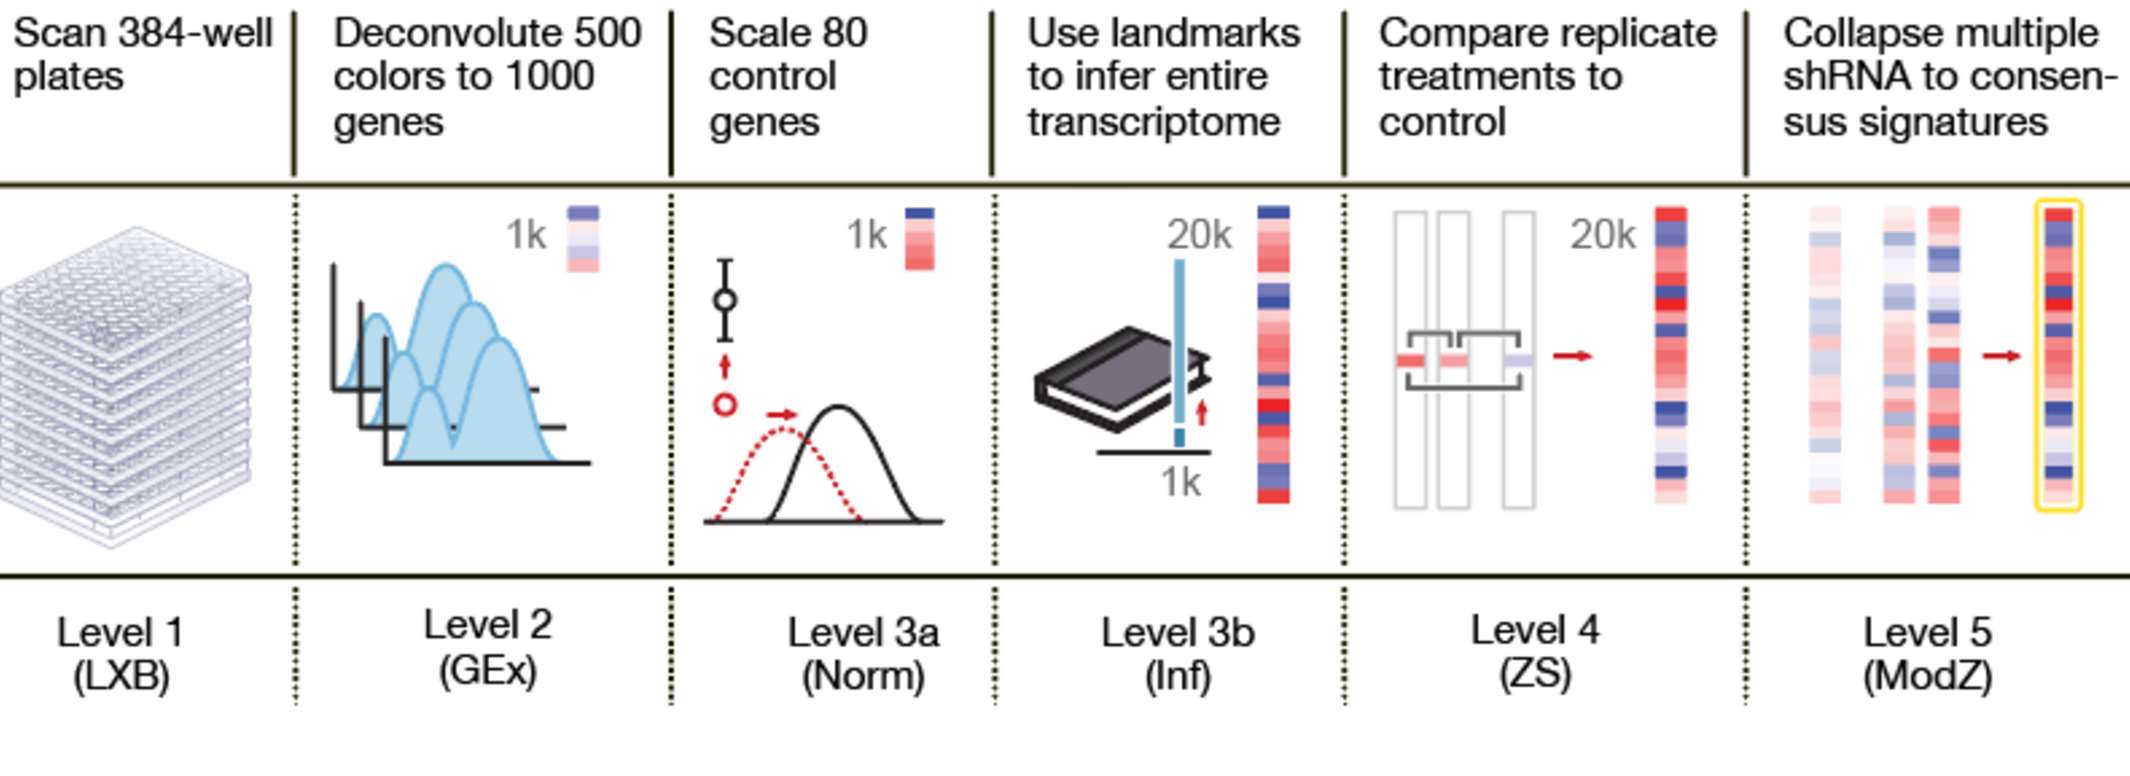 Scan 384-well
plates
Deconvolute 500
colors to 1000
genes
Scale 80
control
genes
Use landmarks
to infer entire
transcriptome
Compare replicate
treatments to
control
Collapse multiple
shRNA to consen-
sus signatures
1k
1k
20k
1k
20k
Level 1
(LXB)
Level 2
(GEx)
Level 3a
(Norm)
Level 3b
(Inf)
Level 4
(ZS)
Level 5
(ModZ)